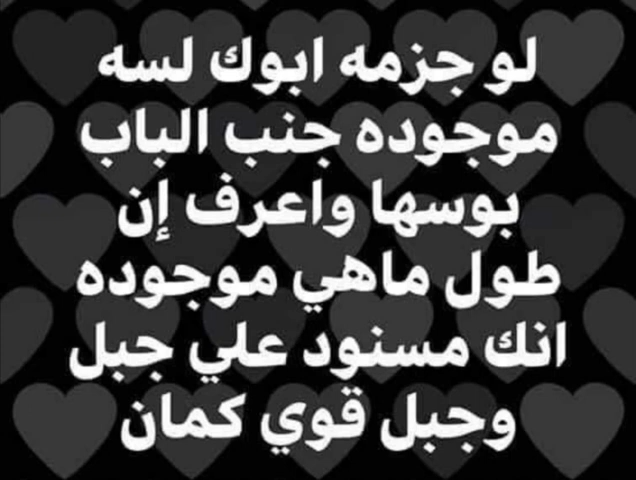 لو جزمه ابوك لسه
موجوده جنب الباب
بوسها واعرف إن
طول ماهي موجوده
انك مسنود علي جبل
وجبل قوي كمان